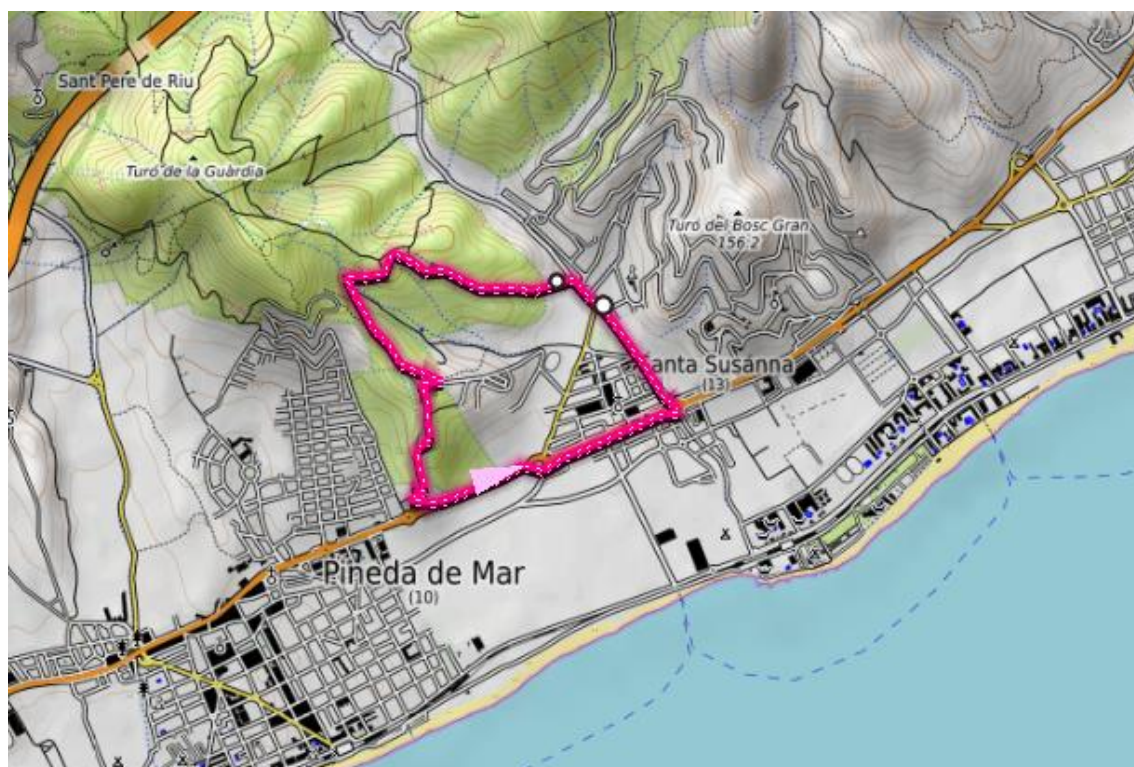 Sant Pere de Riu
Turó de la Guàrdia
Turó del Bosc Gran
156.2
anta Susanna
(13)
Pineda de Mar
(10)